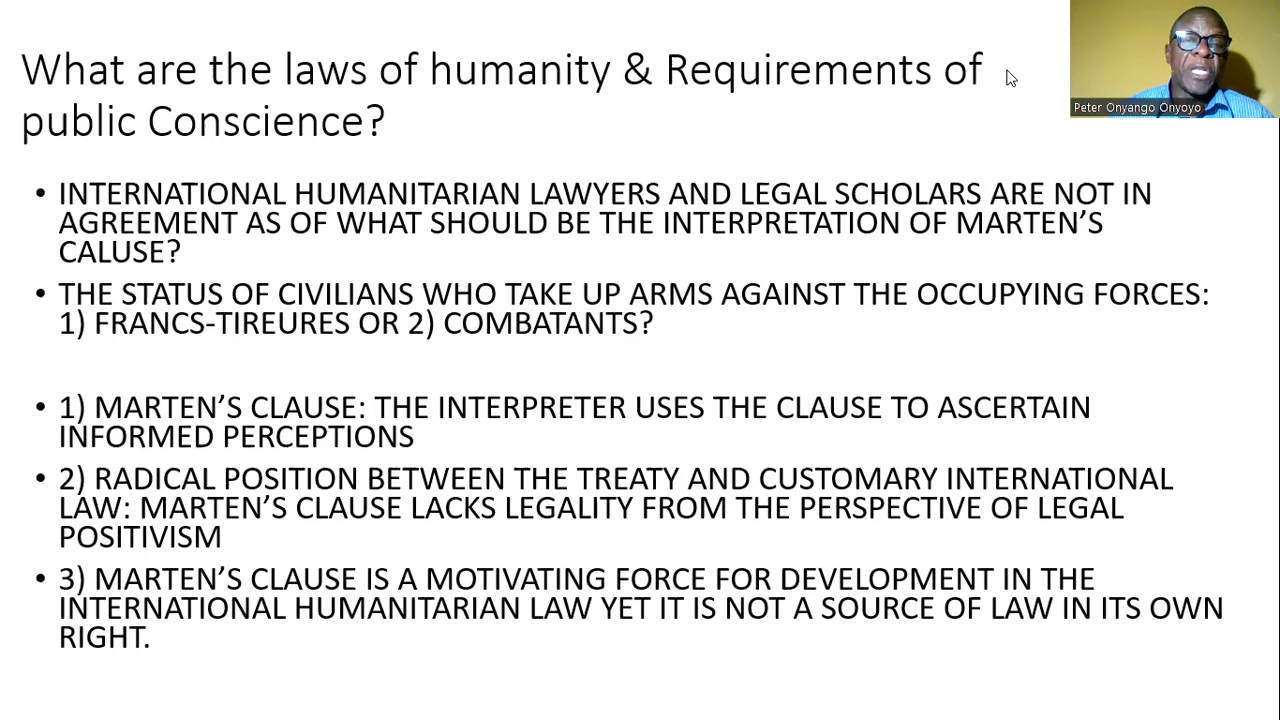 What are the laws of humanity & Requirements of
public Conscience?
Peter Onyango Onyoyo
• INTERNATIONAL HUMANITARIAN LAWYERS AND LEGAL SCHOLARS ARE NOT IN
AGREEMENT AS OF WHAT SHOULD BE THE INTERPRETATION OF MARTEN’S
CALUSE?
• THE STATUS OF CIVILIANS WHO TAKE UP ARMS AGAINST THE OCCUPYING FORCES:
1) FRANCS-TIREURES OR 2) COMBATANTS?
• 1) MARTEN’S CLAUSE: THE INTERPRETER USES THE CLAUSE TO ASCERTAIN
INFORMED PERCEPTIONS
• 2) RADICAL POSITION BETWEEN THE TREATY AND CUSTOMARY INTERNATIONAL
LAW: MARTEN’S CLAUSE LACKS LEGALITY FROM THE PERSPECTIVE OF LEGAL
POSITIVISM
• 3) MARTEN’S CLAUSE IS A MOTIVATING FORCE FOR DEVELOPMENT IN THE
INTERNATIONAL HUMANITARIAN LAW YET IT IS NOT A SOURCE OF LAW IN ITS OWN
RIGHT.